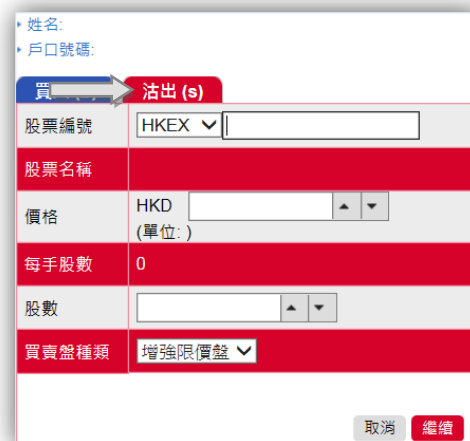 姓名:
戶口號碼:
沽出 (s)
股票編號 HKEX
股票名稱
價格 HKD
(單位: )
每手股數 0
股數
買賣盤種類 增強限價盤
取消 繼續